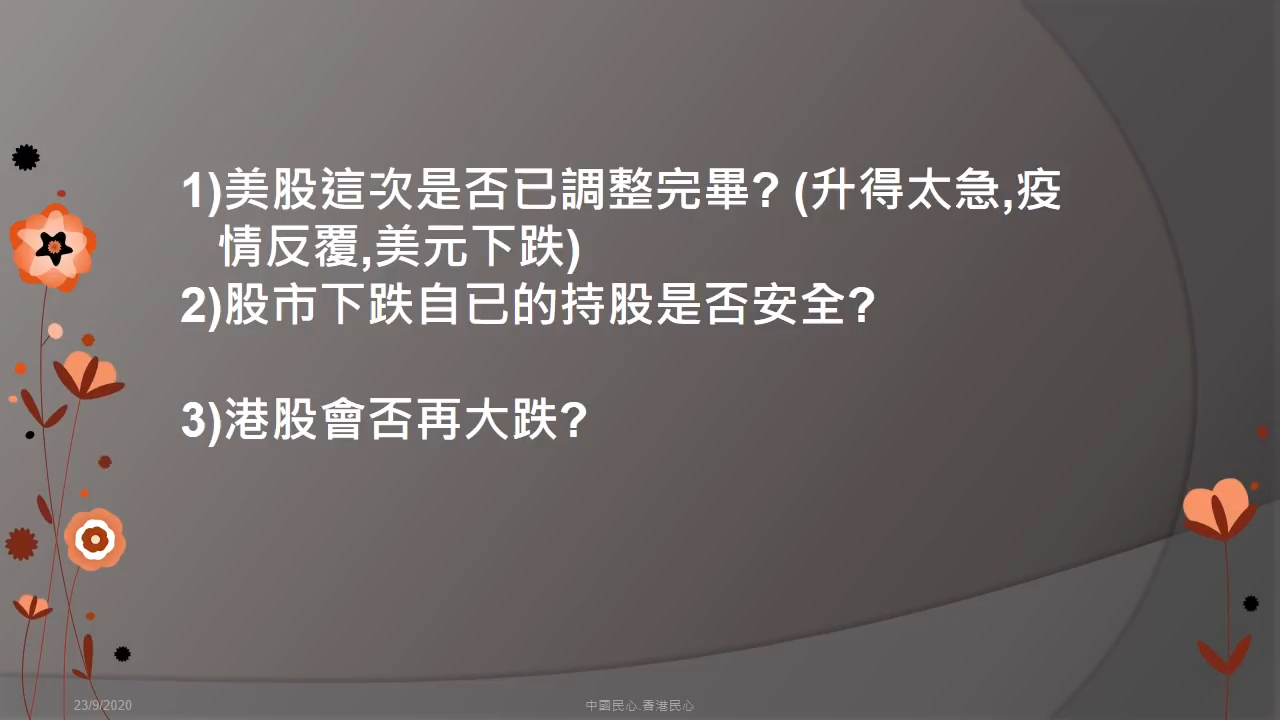 1)美股這次是否已調整完畢? (升得太急,疫
情反覆,美元下跌)
2)股市下跌自已的持股是否安全?
3)港股會否再大跌?
23/9/2020
中國民心.香港民心